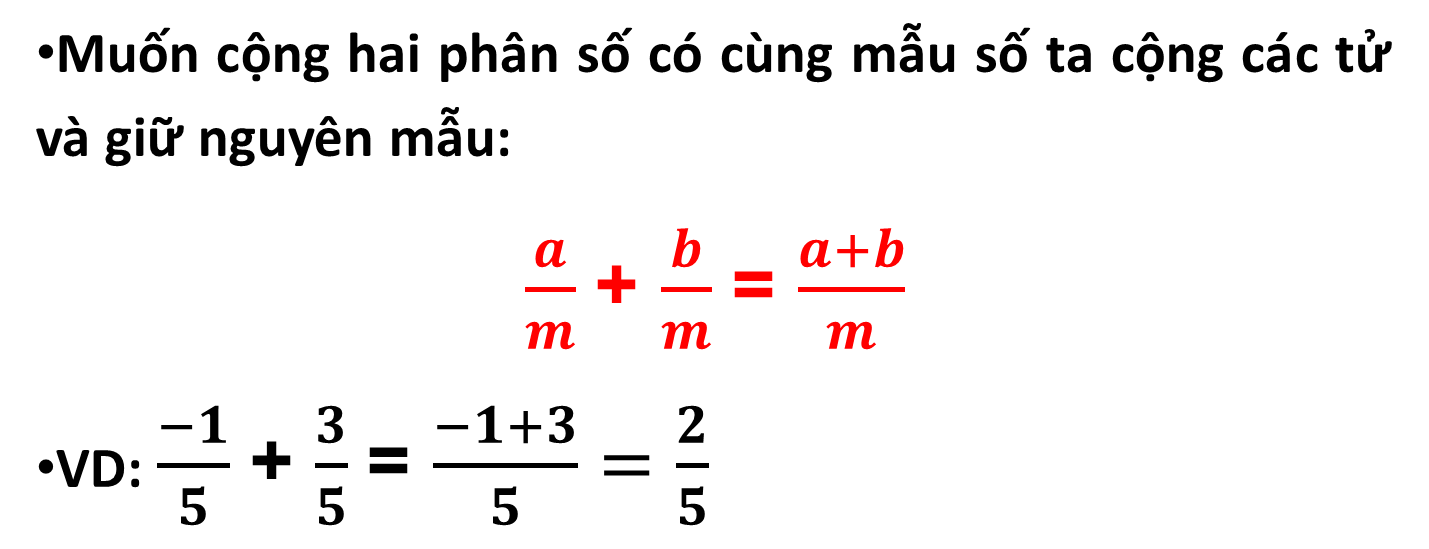 •Muốn cộng hai phân số có cùng mẫu số ta cộng các tử
và giữ nguyên mẫu:
a/m + b/m = a+b/m
•VD: −1/5 + 3/5 = −1+3/5 = 2/5